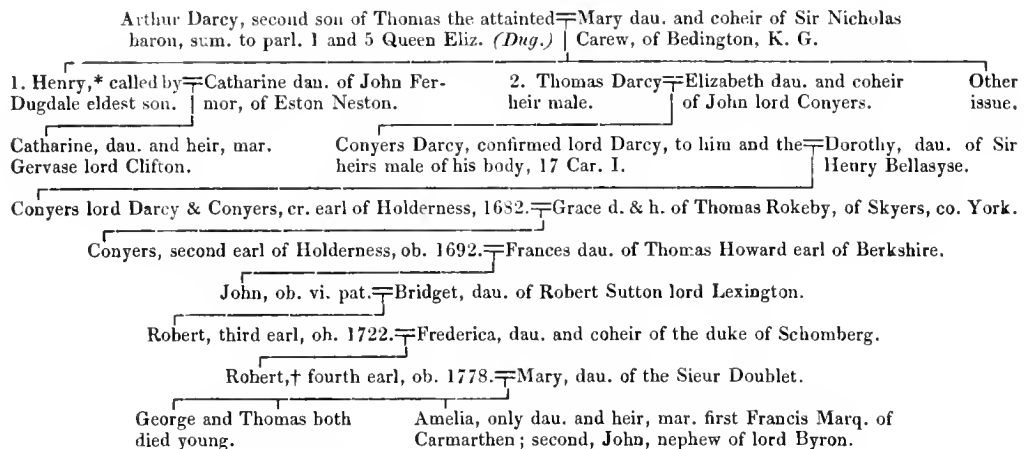 Arthur Darcy, second son of Thomas the attainted=Mary dau. and coheir of Sir Nicholas
baron, sum. to parl. 1 and 5 Queen Eliz. (Dug.) Carew, of Bedington, K. G.
1. Henry,* called by=Catharine dau. of John Fer- 2. Thomas Darcy=Elizabeth dau. and coheir Other
Dugdale eldest son. mor, of Eston Neston. heir male. of John lord Conyers. issue.
Catharine, dau. and heir, mar. Conyers Darcy, confirmed lord Darcy, to him and the=Dorothy, dau. of Sir
Gervase lord Clifton. heirs male of his body, 17 Car. I. Henry Bellasyse.
Conyers lord Darcy & Conyers, cr. earl of Holderness, 1682.=Grace d. & h. of Thomas Rokeby, of Skyers, co. York.
Conyers, second earl of Holderness, ob. 1692.=Frances dau. of Thomas Howard earl of Berkshire.
John, ob. vi. pat.=Bridget, dau. of Robert Sutton lord Lexington.
Robert, third earl, ob. 1722.=Frederica, dau. and coheir of the duke of Schomberg.
Robert,† fourth earl, ob. 1778.=Mary, dau. of the Sieur Doublet.
George and Thomas both Amelia, only dau. and heir, mar. first Francis Marq. of
died young. Carmarthen; second, John, nephew of lord Byron.